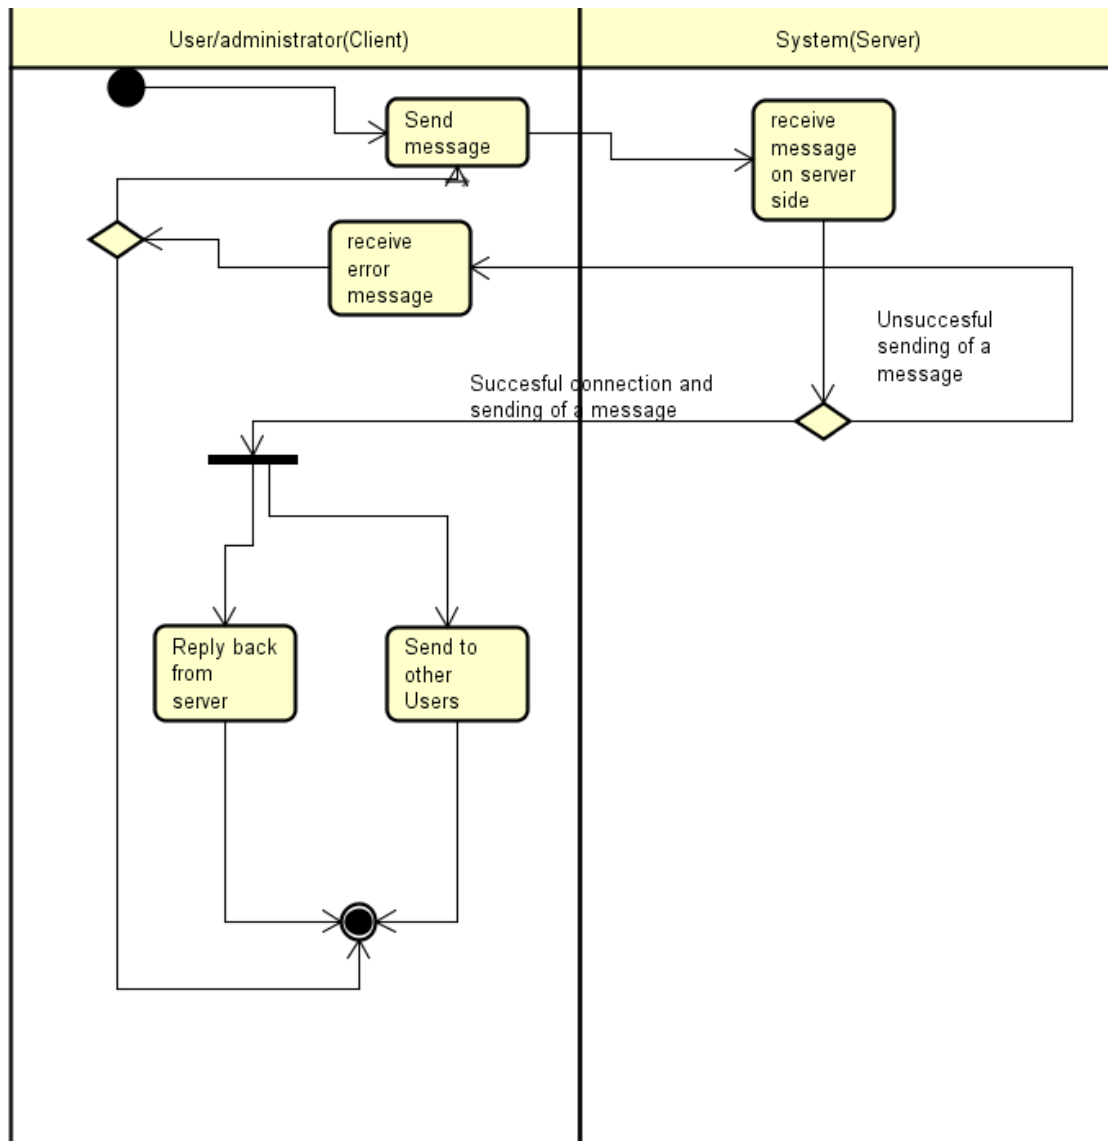 User/administrator(Client)
System(Server)
Send
message
receive
message
on server
side
receive
error
message
Unsuccesful
sending of a
message
Succesful connection and
sending of a message
Reply back
from
server
Send to
other
Users